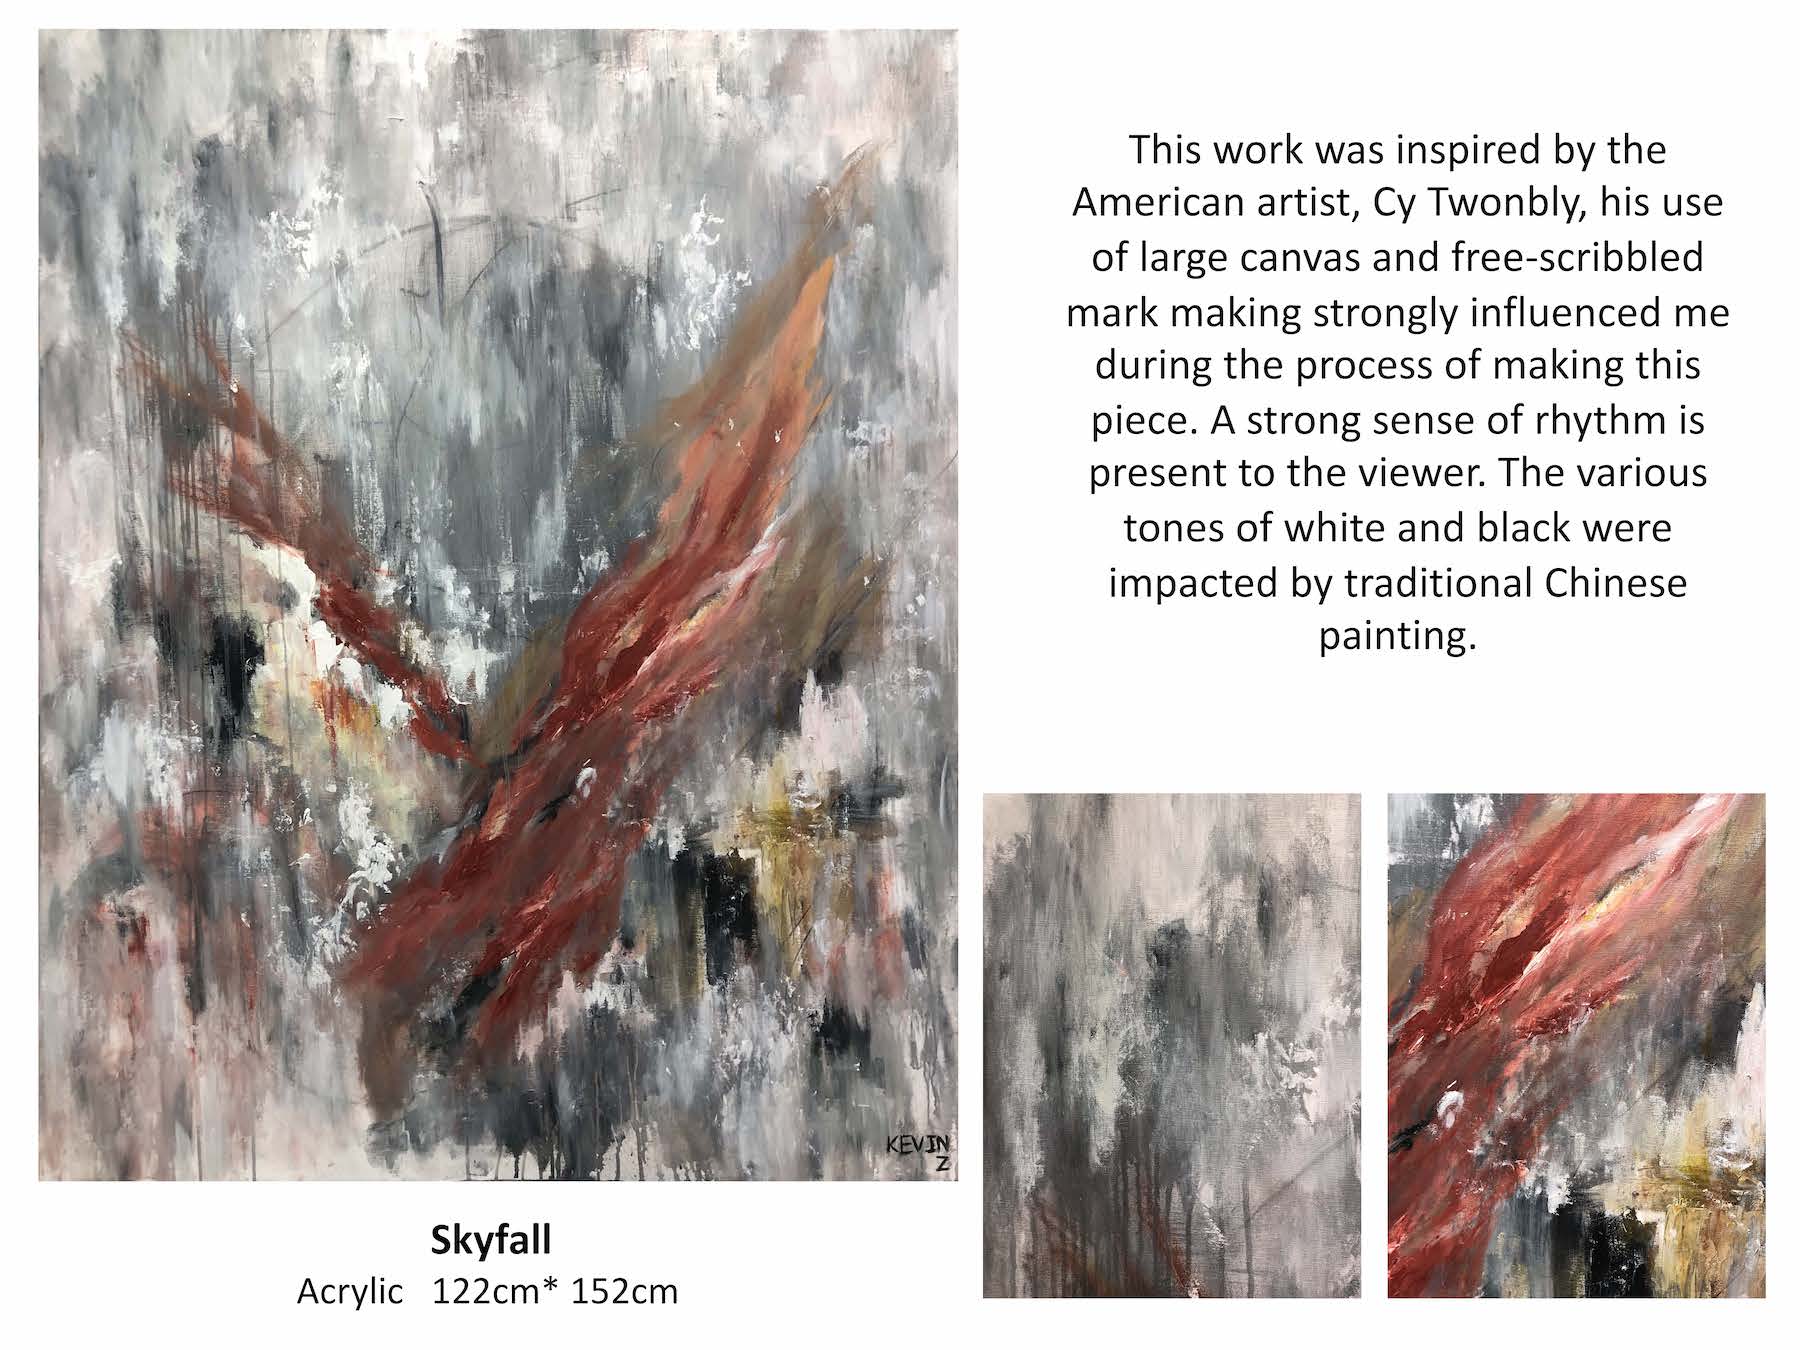 This work was inspired by the
American artist, Cy Twonbly, his use
of large canvas and free-scribbled
mark making strongly influenced me
during the process of making this
piece. A strong sense of rhythm is
present to the viewer. The various
tones of white and black were
impacted by traditional Chinese
painting.
KEVIN
Z
Skyfall
Acrylic 122cm* 152cm